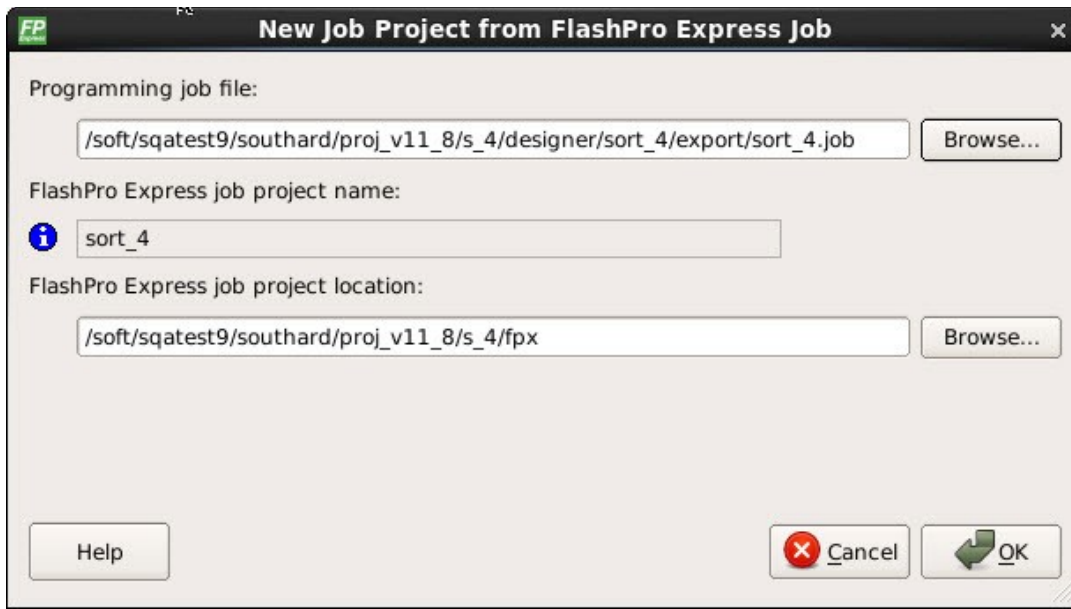 FP
Express
New Job Project from FlashPro Express Job
Programming job file:
/soft/sqatest9/southard/proj_v11_8/s_4/designer/sort_4/export/sort_4.job
Browse...
FlashPro Express job project name:
sort_4
FlashPro Express job project location:
/soft/sqatest9/southard/proj_v11_8/s_4/fpx
Browse...
Help
Cancel
OK